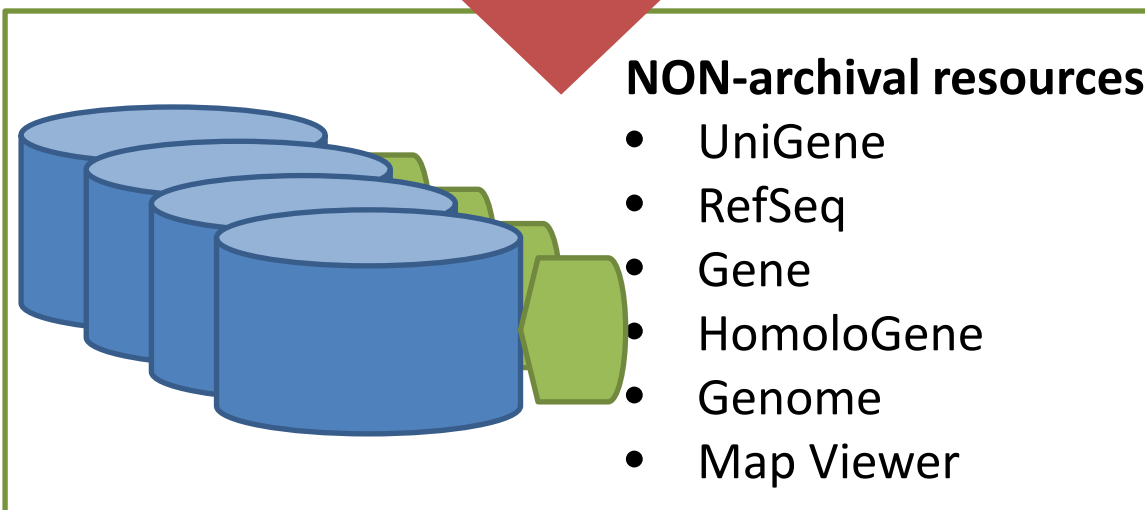 NON-archival resources
• UniGene
• RefSeq
• Gene
• HomoloGene
• Genome
• Map Viewer